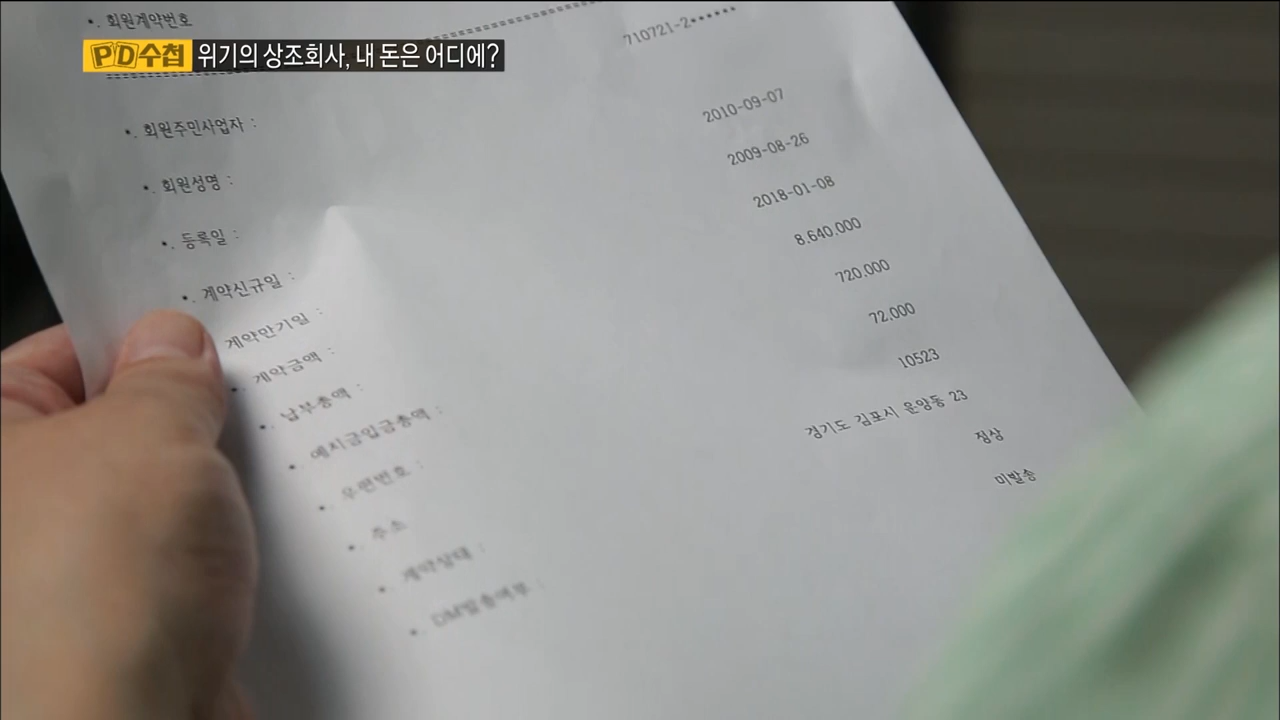 •. 회원계약번호
PD수첩 위기의 상조회사, 내 돈은 어디에?
710721-2******
•. 회원주민사업자 :
•. 회원성명 :
2010-09-07
•. 등록일 :
2009-08-26
•. 계약신규일 :
2018-01-08
계약만기일 :
8,640,000
•. 계약금액 :
720,000
•. 납부총액 :
72,000
•. 예치금입금총액 :
10523
•. 우편번호 :
경기도 김포시 운양동 23
•. 주소
정상
•. 계약상태 :
미발송
•. DM발송여부 :